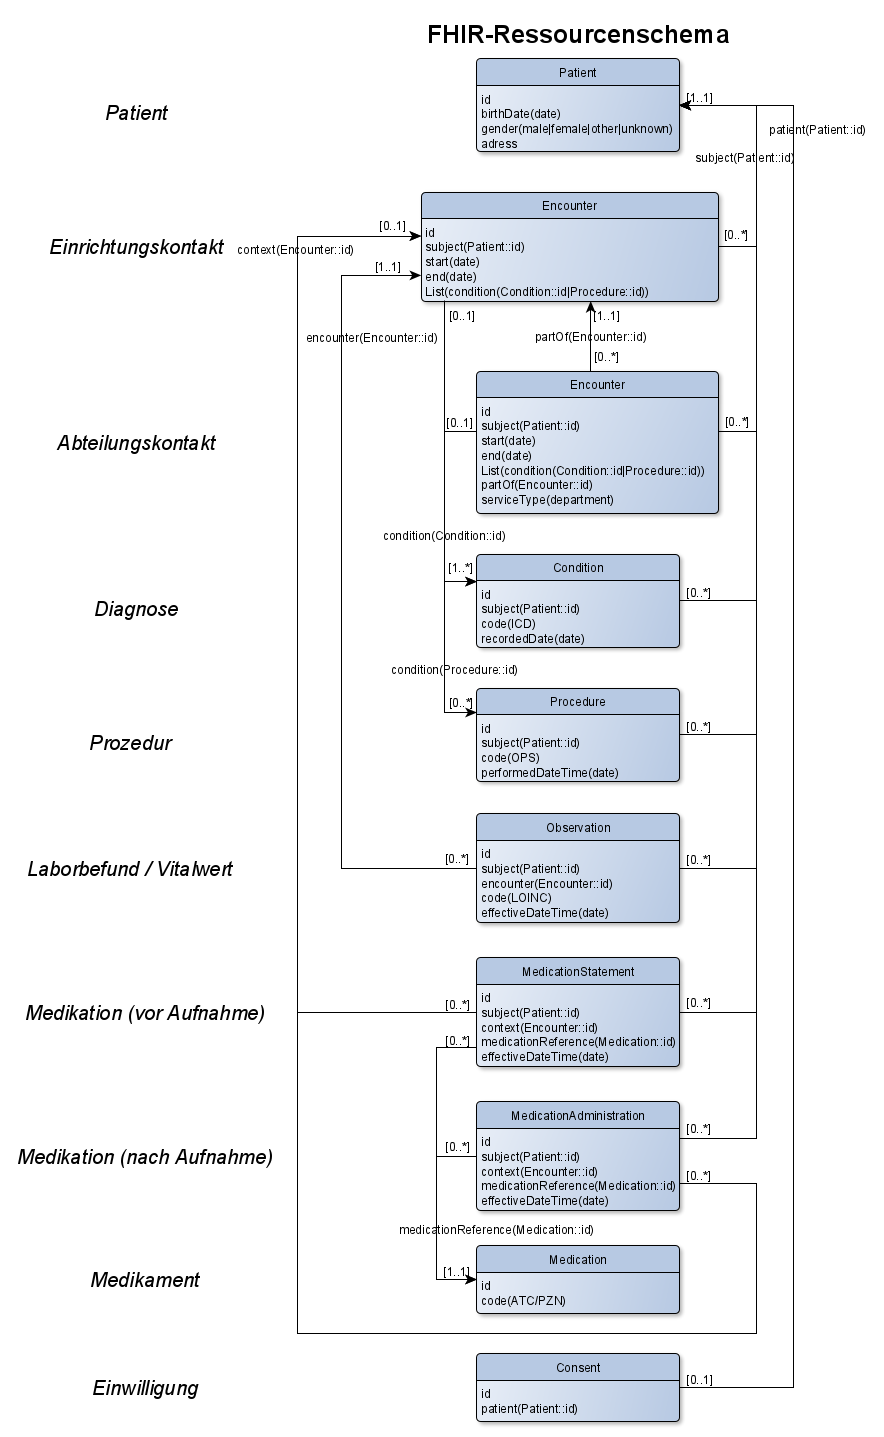 FHIR-Ressourcenschema
Patient
Patient
id
birthDate(date)
gender(male|female|other|unknown)
adress
[1..1]
patient(Patient::id)
subject(Patient::id)
Einrichtungskontakt
Encounter
id
subject(Patient::id)
start(date)
end(date)
List(condition(Condition::id|Procedure::id))
[0..1]
context(Encounter::id)
[1..1]
[0..*]
[0..1]
[1..1]
encounter(Encounter::id)
partOf(Encounter::id)
[0..*]
Abteilungskontakt
Encounter
id
subject(Patient::id)
start(date)
end(date)
List(condition(Condition::id|Procedure::id))
partOf(Encounter::id)
serviceType(department)
[0..1]
[0..*]
condition(Condition::id)
Diagnose
[1..*]
Condition
id
subject(Patient::id)
code(ICD)
recordedDate(date)
[0..*]
condition(Procedure::id)
Prozedur
[0..*]
Procedure
id
subject(Patient::id)
code(OPS)
performedDateTime(date)
[0..*]
Laborbefund / Vitalwert
[0..*]
Observation
id
subject(Patient::id)
encounter(Encounter::id)
code(LOINC)
effectiveDateTime(date)
[0..*]
Medikation (vor Aufnahme)
[0..*]
[0..*]
MedicationStatement
id
subject(Patient::id)
context(Encounter::id)
medicationReference(Medication::id)
effectiveDateTime(date)
[0..*]
Medikation (nach Aufnahme)
[0..*]
MedicationAdministration
id
subject(Patient::id)
context(Encounter::id)
medicationReference(Medication::id)
effectiveDateTime(date)
[0..*]
[0..*]
medicationReference(Medication::id)
Medikament
[1..1]
Medication
id
code(ATC/PZN)
Einwilligung
Consent
id
patient(Patient::id)
[0..1]